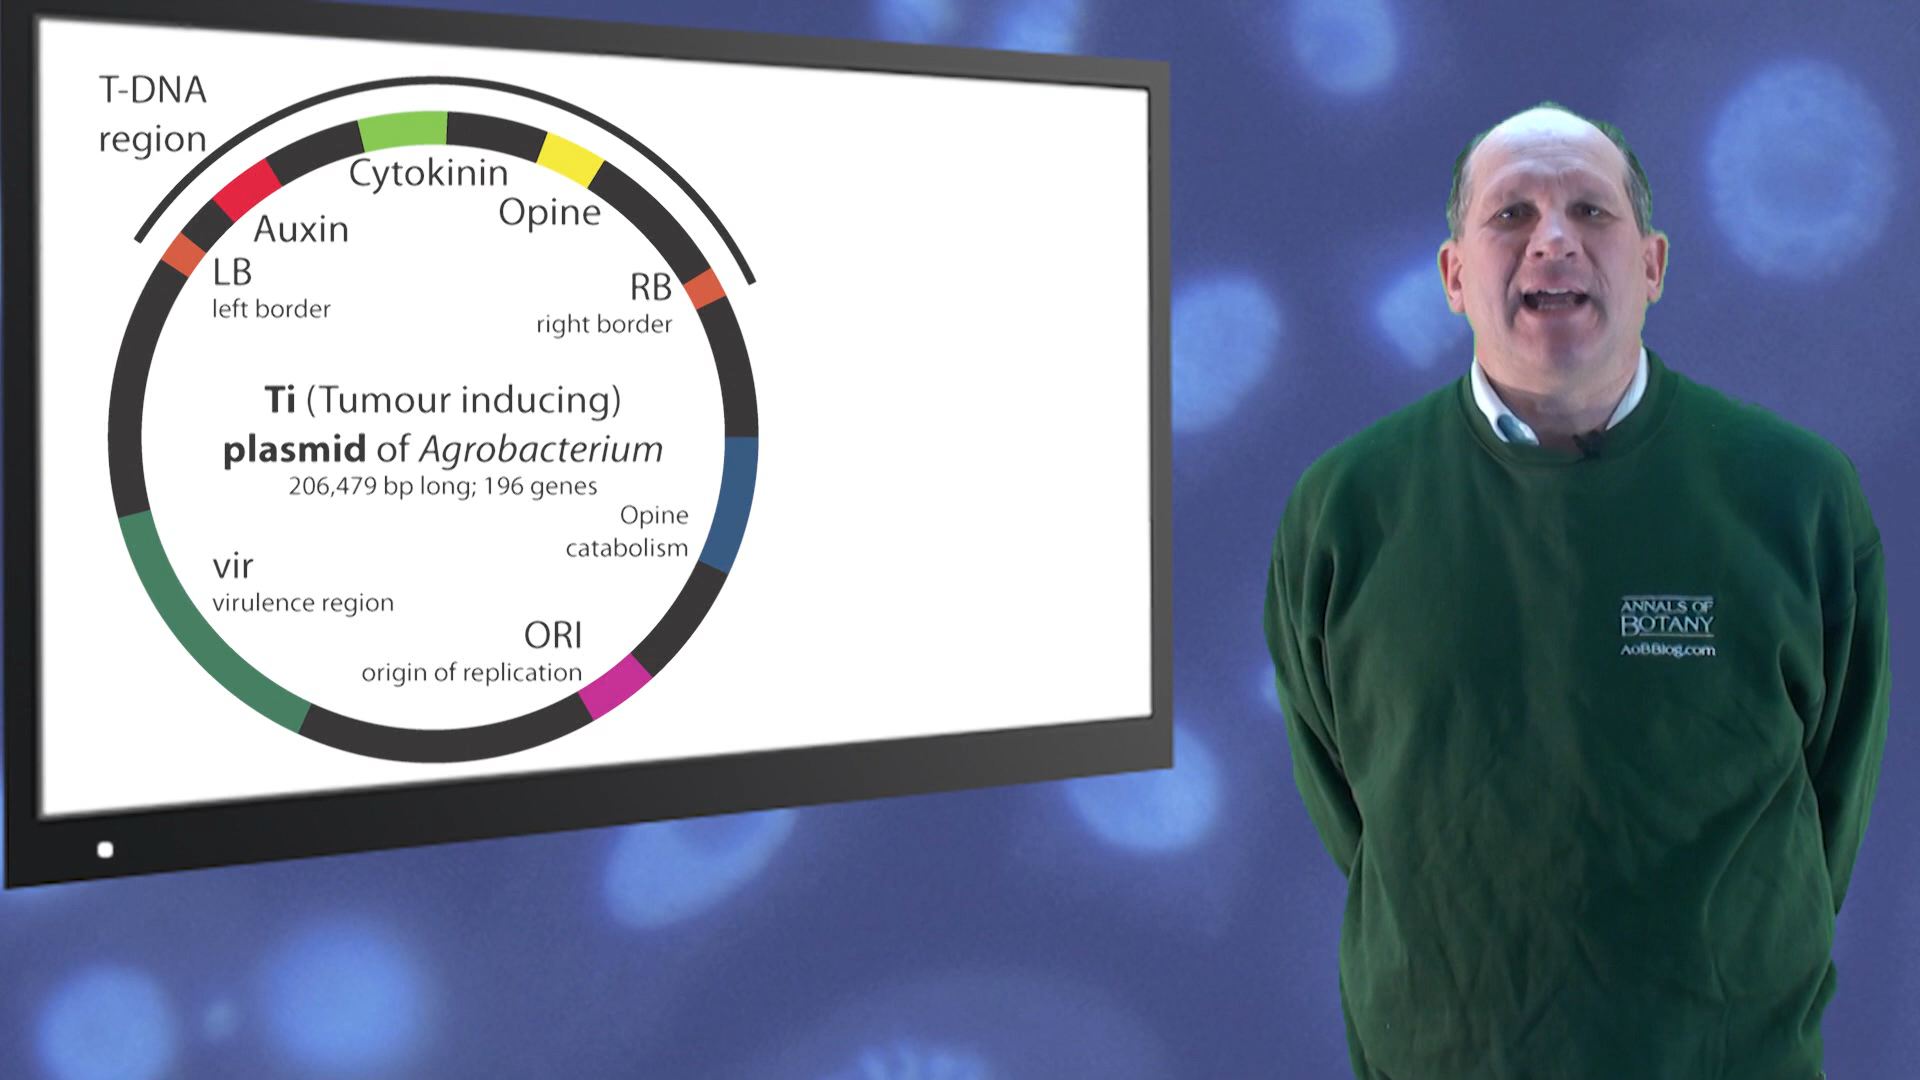 T-DNA
region
Cytokinin
Opine
Auxin
LB
left border
RB
right border
Ti (Tumour inducing)
plasmid of Agrobacterium
206,479 bp long; 196 genes
Opine
catabolism
vir
virulence region
ORI
origin of replication
ANNALS OF
BOTANY
AoBBlog.com